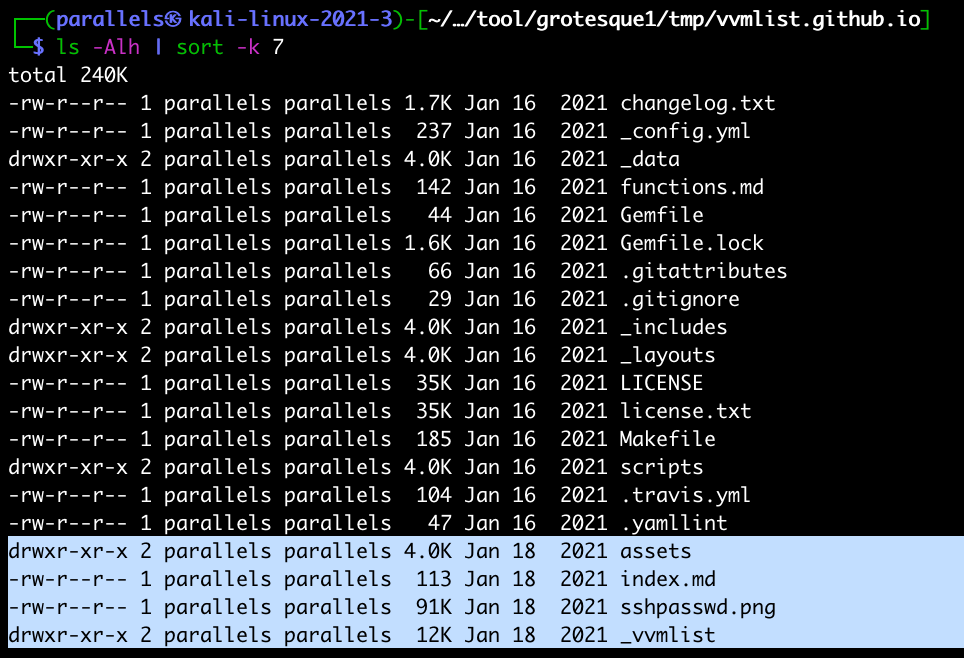 ┌──(parallels㉿kali-linux-2021-3)-[~/…/tool/grotesque1/tmp/vvmlist.github.io]
└─$ ls -Alh | sort -k 7
total 240K
-rw-r--r-- 1 parallels parallels 1.7K Jan 16  2021 changelog.txt
-rw-r--r-- 1 parallels parallels  237 Jan 16  2021 _config.yml
drwxr-xr-x 2 parallels parallels 4.0K Jan 16  2021 _data
-rw-r--r-- 1 parallels parallels  142 Jan 16  2021 functions.md
-rw-r--r-- 1 parallels parallels   44 Jan 16  2021 Gemfile
-rw-r--r-- 1 parallels parallels 1.6K Jan 16  2021 Gemfile.lock
-rw-r--r-- 1 parallels parallels   66 Jan 16  2021 .gitattributes
-rw-r--r-- 1 parallels parallels   29 Jan 16  2021 .gitignore
drwxr-xr-x 2 parallels parallels 4.0K Jan 16  2021 _includes
drwxr-xr-x 2 parallels parallels 4.0K Jan 16  2021 _layouts
-rw-r--r-- 1 parallels parallels  35K Jan 16  2021 LICENSE
-rw-r--r-- 1 parallels parallels  35K Jan 16  2021 license.txt
-rw-r--r-- 1 parallels parallels  185 Jan 16  2021 Makefile
drwxr-xr-x 2 parallels parallels 4.0K Jan 16  2021 scripts
-rw-r--r-- 1 parallels parallels  104 Jan 16  2021 .travis.yml
-rw-r--r-- 1 parallels parallels   47 Jan 16  2021 .yamllint
drwxr-xr-x 2 parallels parallels 4.0K Jan 18  2021 assets
-rw-r--r-- 1 parallels parallels  113 Jan 18  2021 index.md
-rw-r--r-- 1 parallels parallels  91K Jan 18  2021 sshpasswd.png
drwxr-xr-x 2 parallels parallels  12K Jan 18  2021 _vvmlist